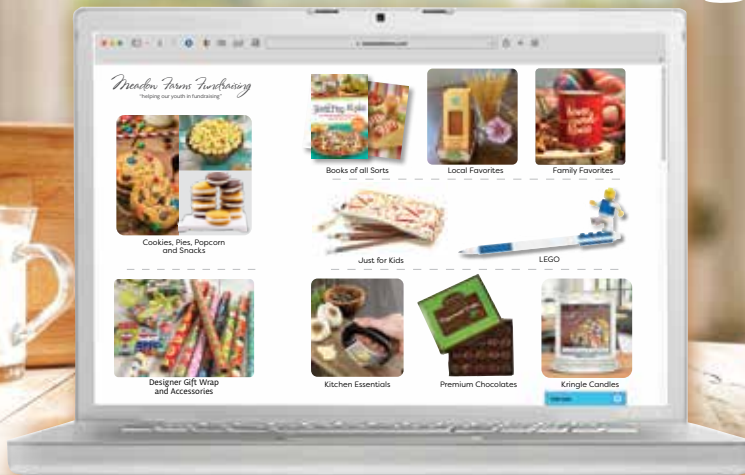 Meadow Farms Fundraising
"helping our youth in fundraising"
Books of all Sorts
Local Favorites
Family Favorites
Cookies, Pies, Popcorn
and Snacks
Just for Kids
LEGO
Designer Gift Wrap
and Accessories
Kitchen Essentials
Premium Chocolates
Kringle Candles